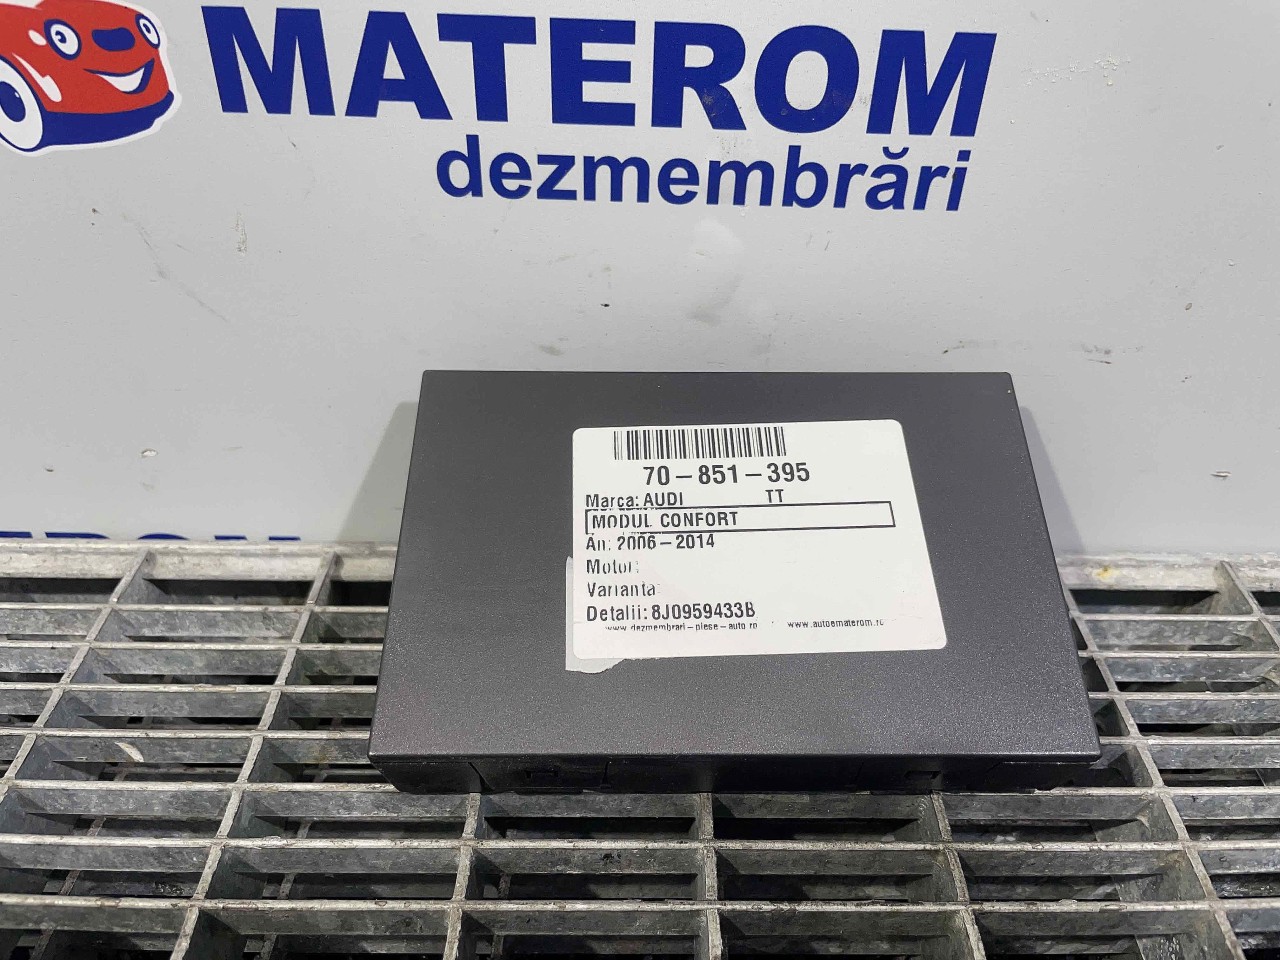 MATEROM
dezmembrări
70-851-395
Marca: AUDI TT
MODUL CONFORT
An: 2006-2014
Motor:
Varianta:
Detalii: 8J0959433B
www.dezmembrari-piese-auto.ro www.autoematerom.ro